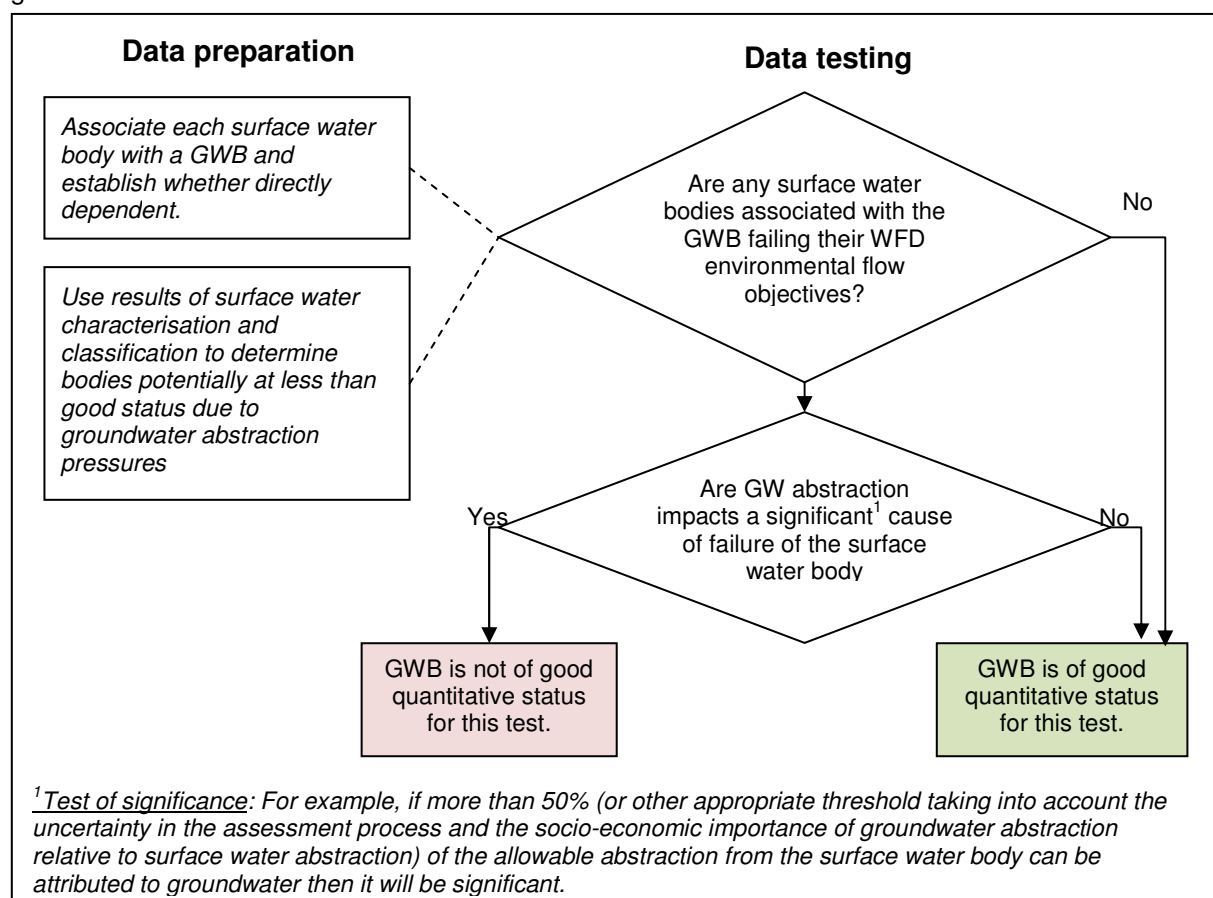 Data preparation
Data testing
Associate each surface water
body with a GWB and
establish whether directly
dependent.
Use results of surface water
characterisation and
classification to determine
bodies potentially at less than
good status due to
groundwater abstraction
pressures
Are any surface water
bodies associated with the
GWB failing their WFD
environmental flow
objectives?
No
Are GW abstraction
impacts a significant¹ cause
of failure of the surface
water body
Yes
No
GWB is not of good
quantitative status
for this test.
GWB is of good
quantitative status
for this test.
¹Test of significance: For example, if more than 50% (or other appropriate threshold taking into account the
uncertainty in the assessment process and the socio-economic importance of groundwater abstraction
relative to surface water abstraction) of the allowable abstraction from the surface water body can be
attributed to groundwater then it will be significant.